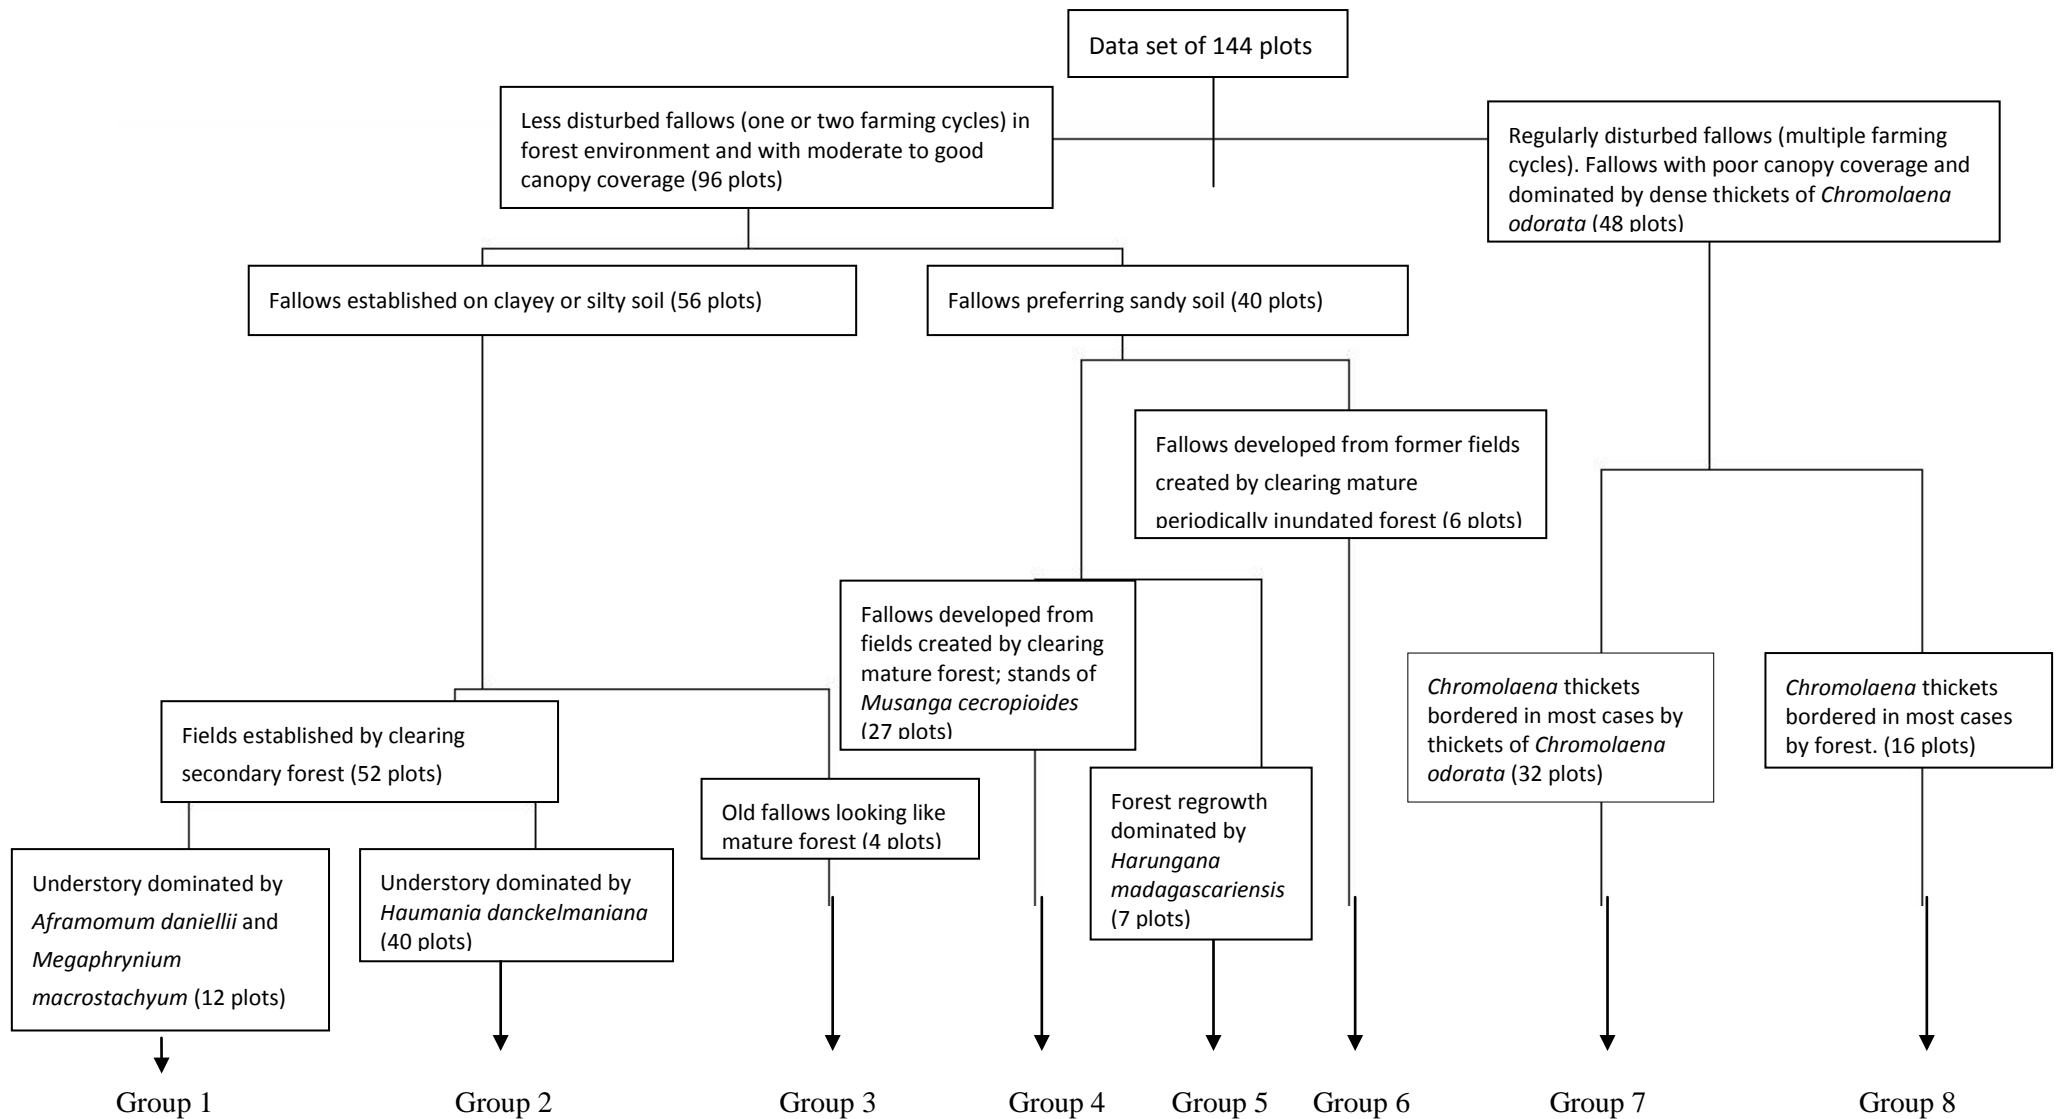 Data set of 144 plots
Less disturbed fallows (one or two farming cycles) in
forest environment and with moderate to good
canopy coverage (96 plots)
Regularly disturbed fallows (multiple farming
cycles). Fallows with poor canopy coverage and
dominated by dense thickets of Chromolaena
odorata (48 plots)
Fallows established on clayey or silty soil (56 plots)
Fallows preferring sandy soil (40 plots)
Fallows developed from former fields
created by clearing mature
periodically inundated forest (6 plots)
Fallows developed from
fields created by clearing
mature forest; stands of
Musanga cecropioides
(27 plots)
Chromolaena thickets
bordered in most cases by
thickets of Chromolaena
odorata (32 plots)
Chromolaena thickets
bordered in most cases
by forest. (16 plots)
Fields established by clearing
secondary forest (52 plots)
Old fallows looking like
mature forest (4 plots)
Forest regrowth
dominated by
Harungana
madagascariensis
(7 plots)
Understory dominated by
Aframomum daniellii and
Megaphrynium
macrostachyum (12 plots)
Understory dominated by
Haumania danckelmaniana
(40 plots)
Group 1
Group 2
Group 3
Group 4
Group 5
Group 6
Group 7
Group 8